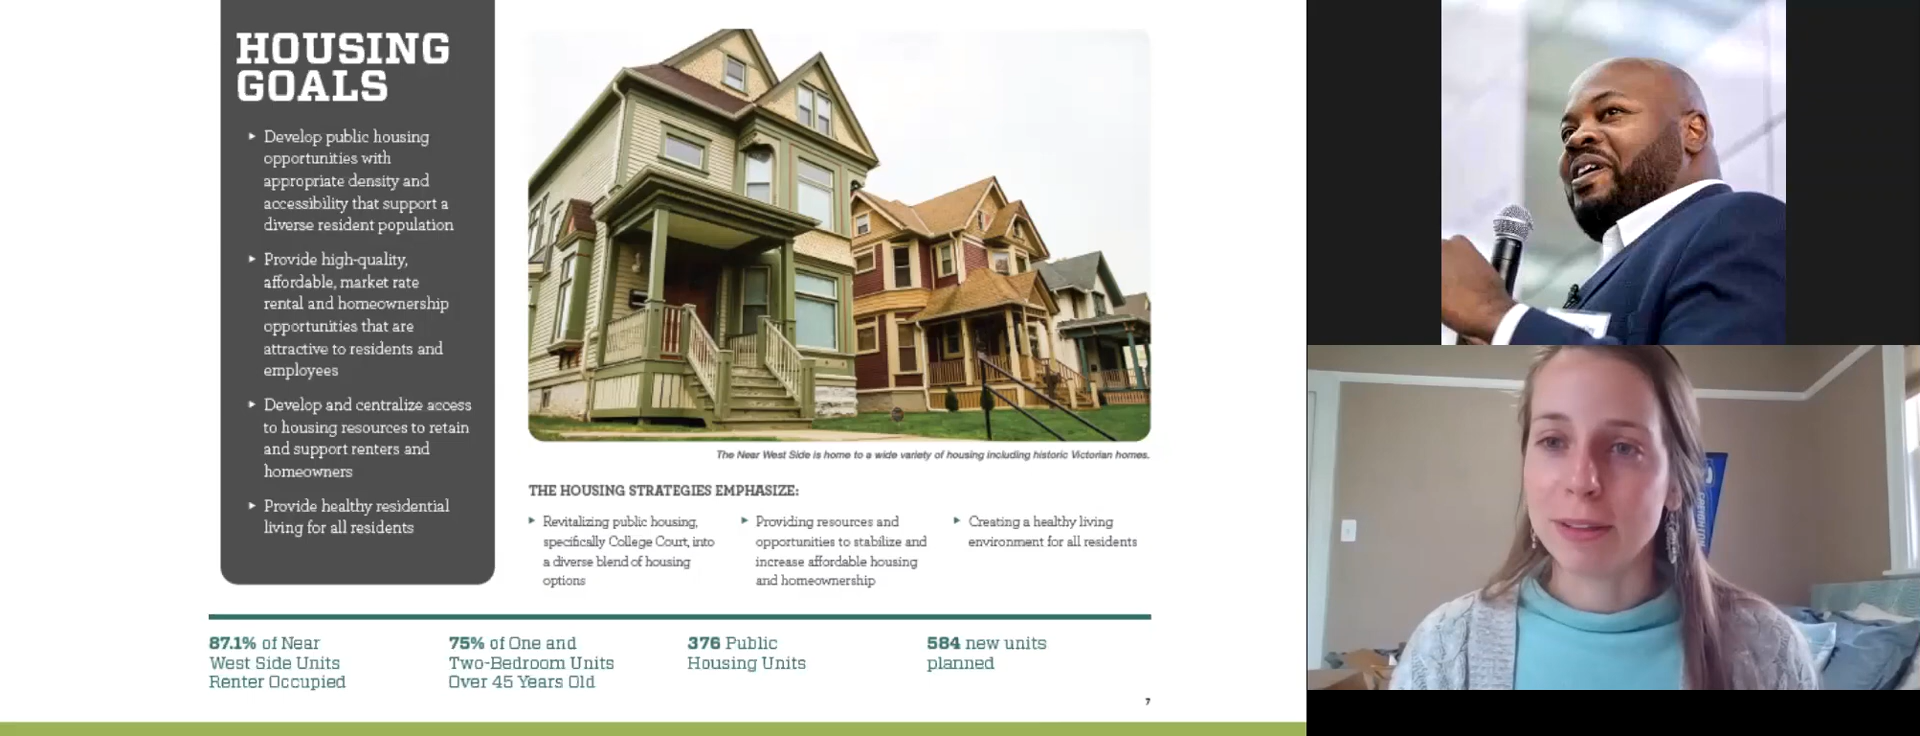 HOUSING
GOALS
Develop public housing
opportunities with
appropriate density and
accessibility that support a
diverse resident population
Provide high-quality,
affordable, market rate
rental and homeownership
opportunities that are
attractive to residents and
employees
Develop and centralize access
to housing resources to retain
and support renters and
homeowners
Provide healthy residential
living for all residents
The Near West Side is home to a wide variety of housing including historic Victorian homes.
THE HOUSING STRATEGIES EMPHASIZE:
Revitalizing public housing,
specifically College Court, into
a diverse blend of housing
options
Providing resources and
opportunities to stabilize and
increase affordable housing
and homeownership
Creating a healthy living
environment for all residents
87.1% of Near
West Side Units
Renter Occupied
75% of One and
Two-Bedroom Units
Over 45 Years Old
376 Public
Housing Units
584 new units
planned
7
CREIGHTON